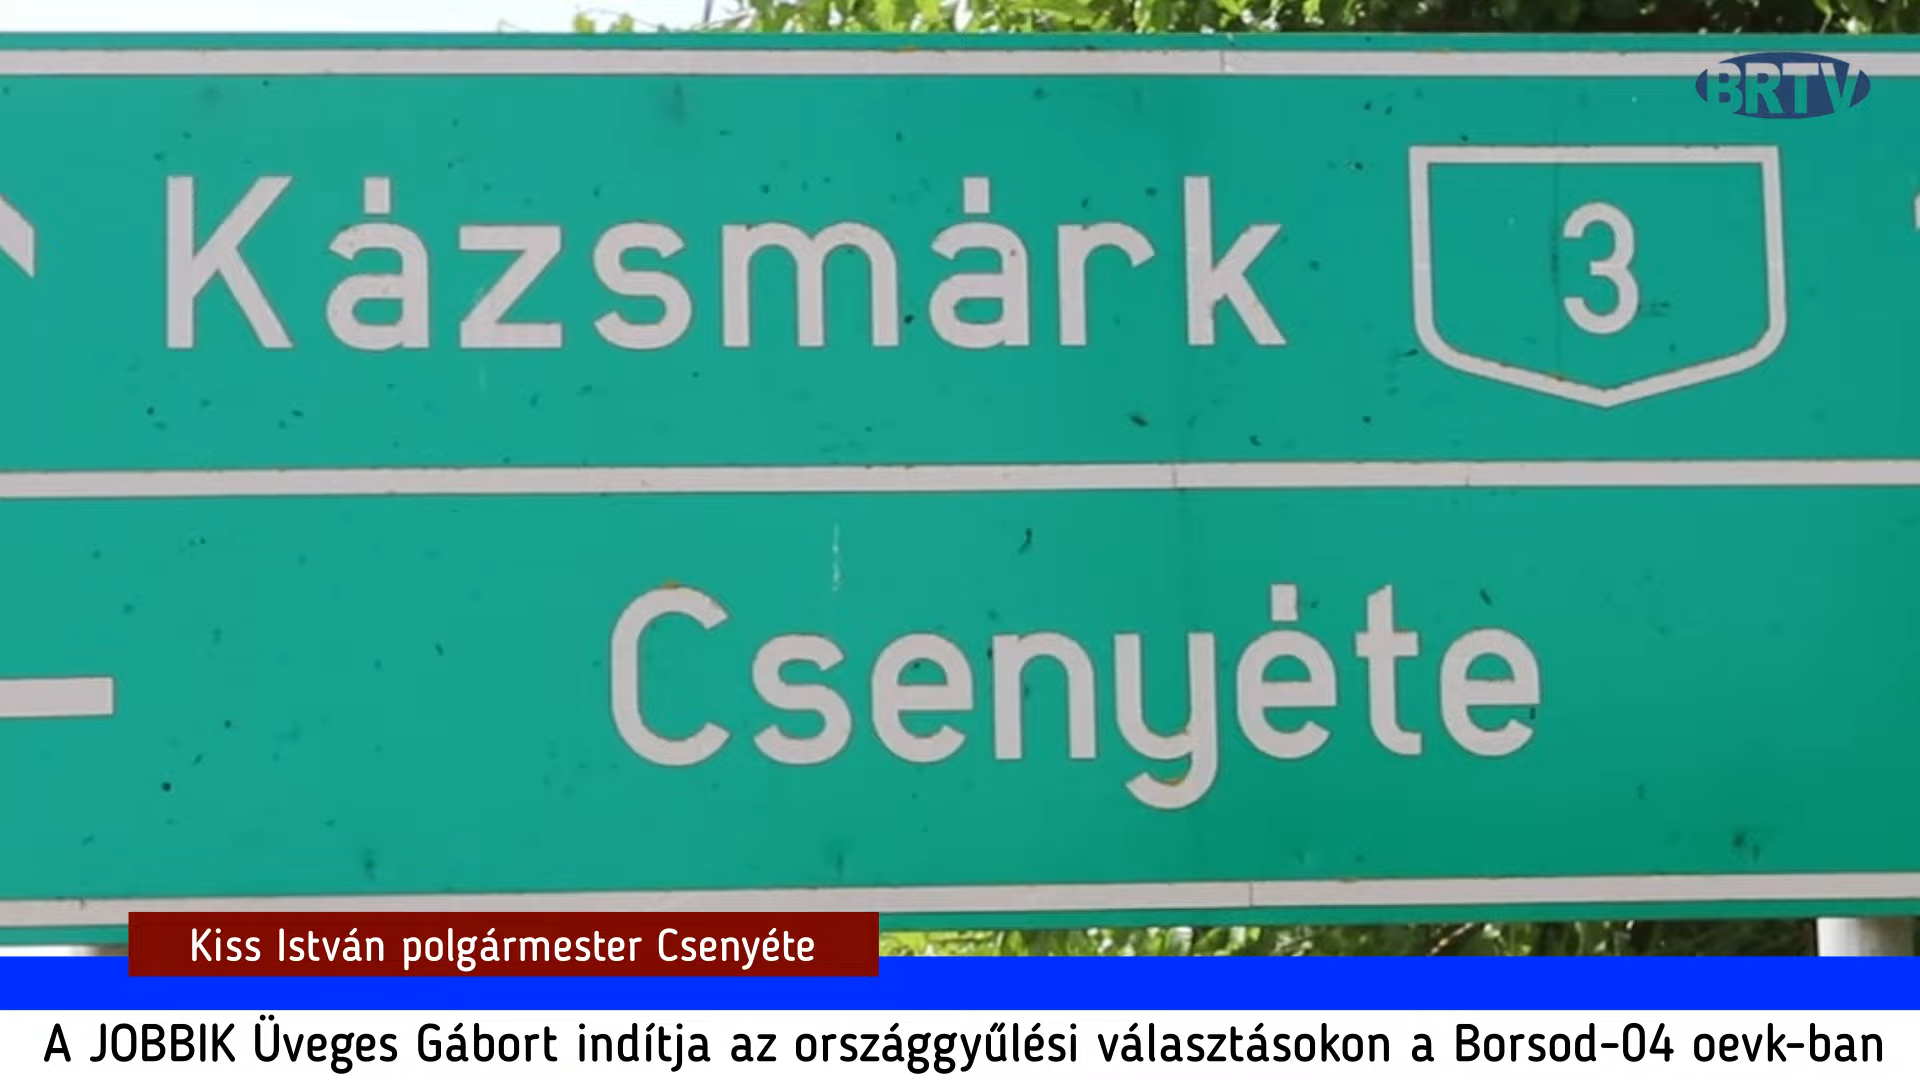 BRTV
Kázsmárk 3
Csenyéte
Kiss István polgármester Csenyéte
A JOBBIK Üveges Gábort indítja az országgyűlési választásokon a Borsod-04 oevk-ban